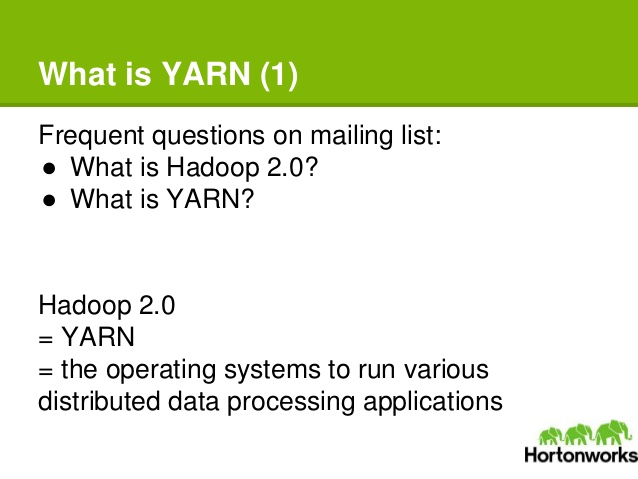 What is YARN (1)
Frequent questions on mailing list:
● What is Hadoop 2.0?
● What is YARN?
Hadoop 2.0
= YARN
= the operating systems to run various
distributed data processing applications
Hortonworks